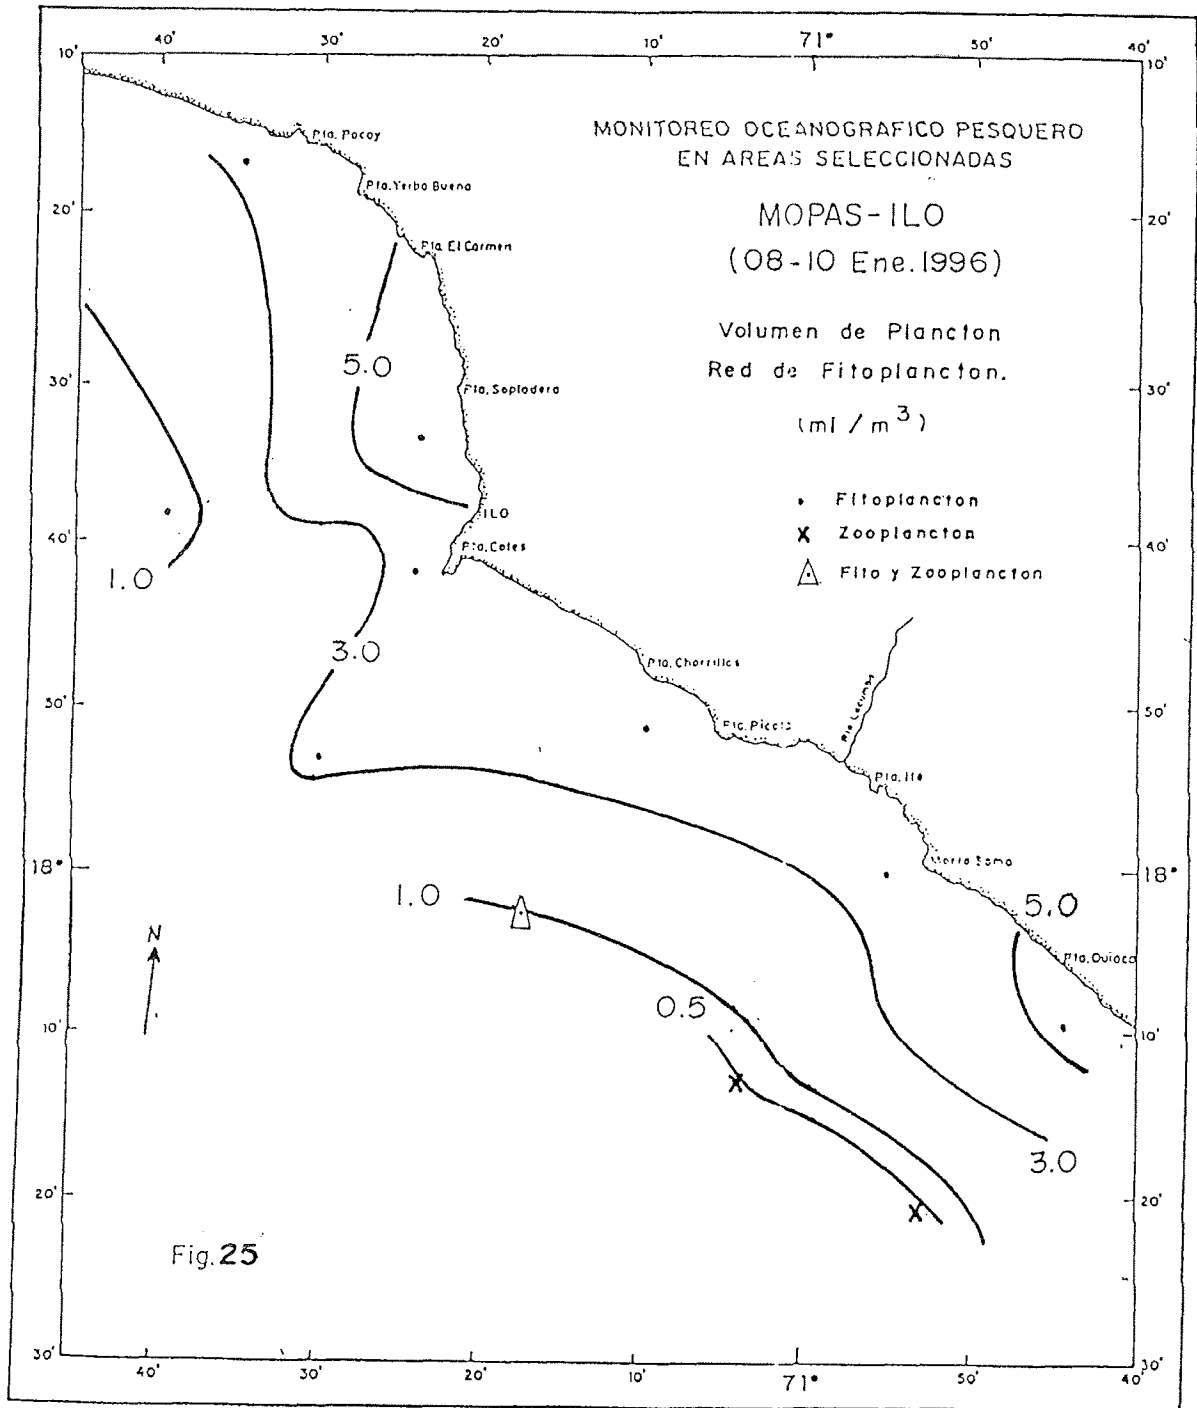 40' 30' 20' 10' 71° 50' 40'
10' 10'
MONITOREO OCEANOGRAFICO PESQUERO
EN AREAS SELECCIONADAS
MOPAS-ILO
(08-10 Ene.1996)
Volumen de Plancton
Red de Fitoplancton.
(ml / m³)
Fitoplancton
Zooplancton
Fito y Zooplancton
Pta. Pocoy
Pta. Yerba Buena
20' 20'
Pta. El Carmen
5.0
30' 30'
Pta. Sopladera
ILO
40' 40'
Pta. Coles
1.0
3.0
Pta. Chorrillos
50' 50'
Pta. Picata
Rio Locumba
Pta. Ite
18° 18°
Morro Sama
1.0
5.0
N
Pta. Quiaca
0.5
10' 10'
3.0
20' 20'
Fig. 25
30' 30'
40' 30' 20' 10' 71° 50' 40'